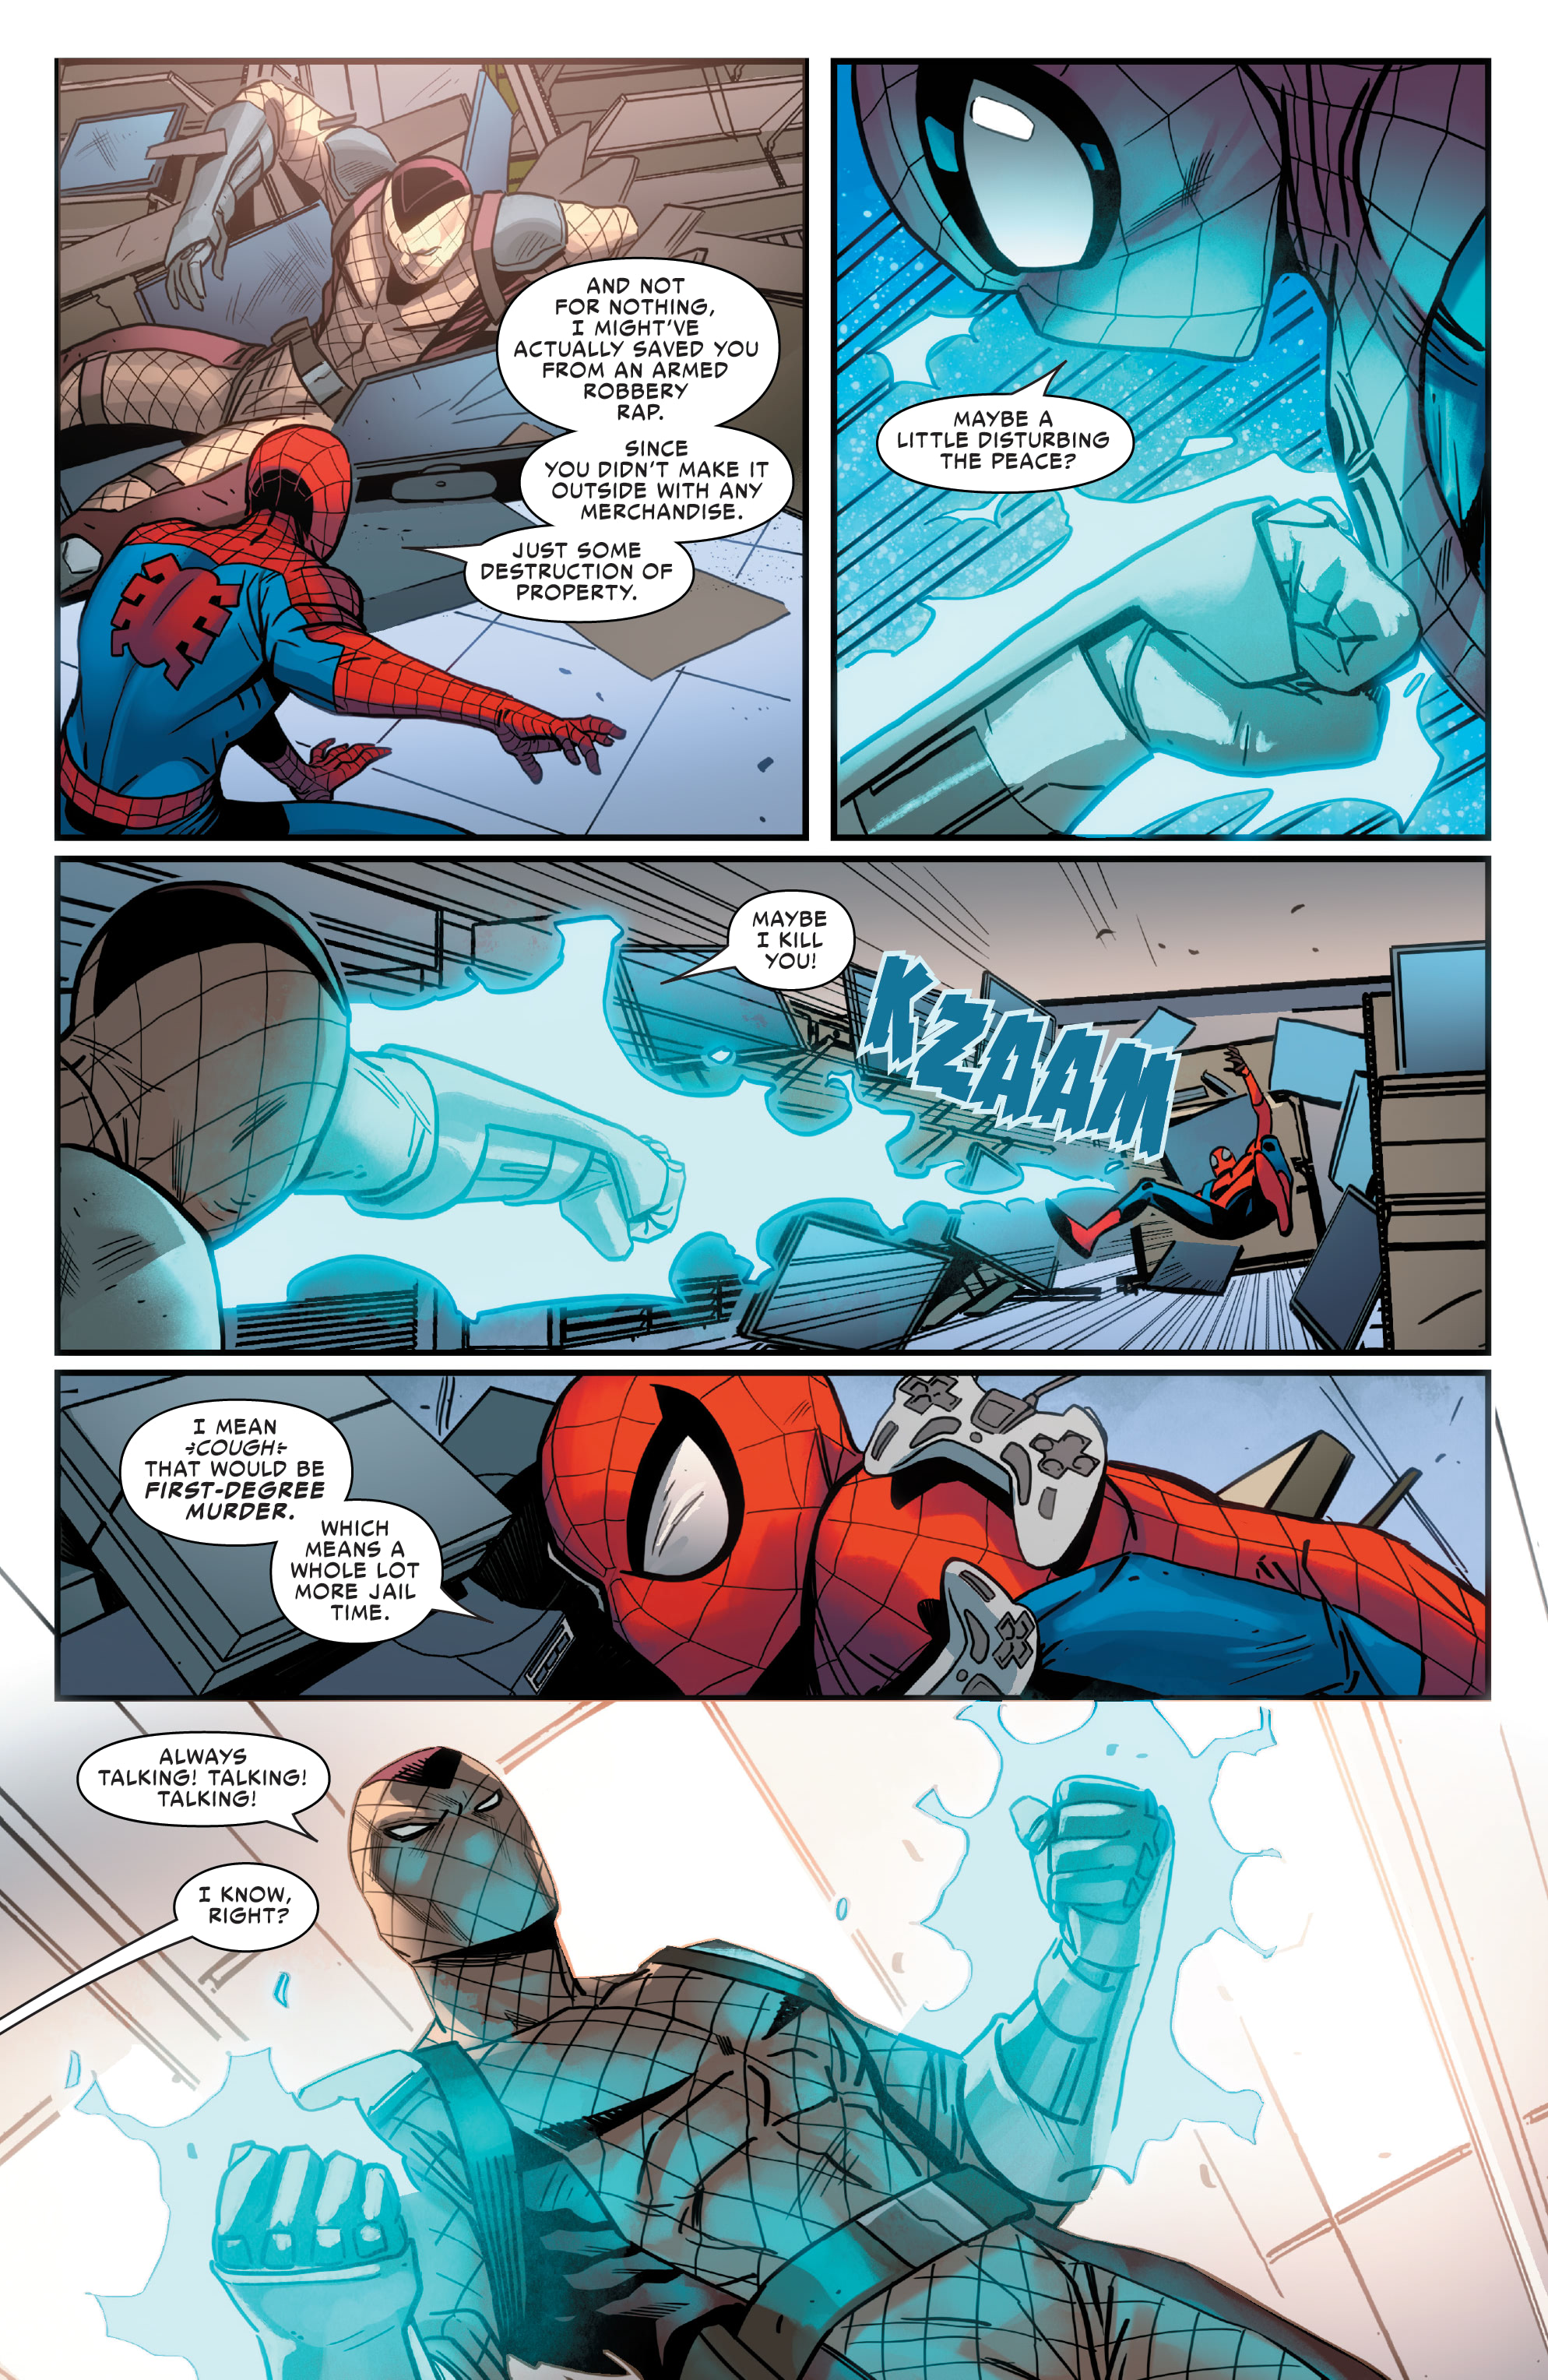 AND NOT
FOR NOTHING,
I MIGHT'VE
ACTUALLY SAVED YOU
FROM AN ARMED
ROBBERY
RAP.
SINCE
YOU DIDN'T MAKE IT
OUTSIDE WITH ANY
MERCHANDISE.
JUST SOME
DESTRUCTION OF
PROPERTY.
MAYBE A
LITTLE DISTURBING
THE PEACE?
MAYBE
I KILL
YOU!
KZAAM
I MEAN
COUGH
THAT WOULD BE
FIRST-DEGREE
MURDER.
WHICH
MEANS A
WHOLE LOT
MORE JAIL
TIME.
ALWAYS
TALKING! TALKING!
TALKING!
I KNOW,
RIGHT?